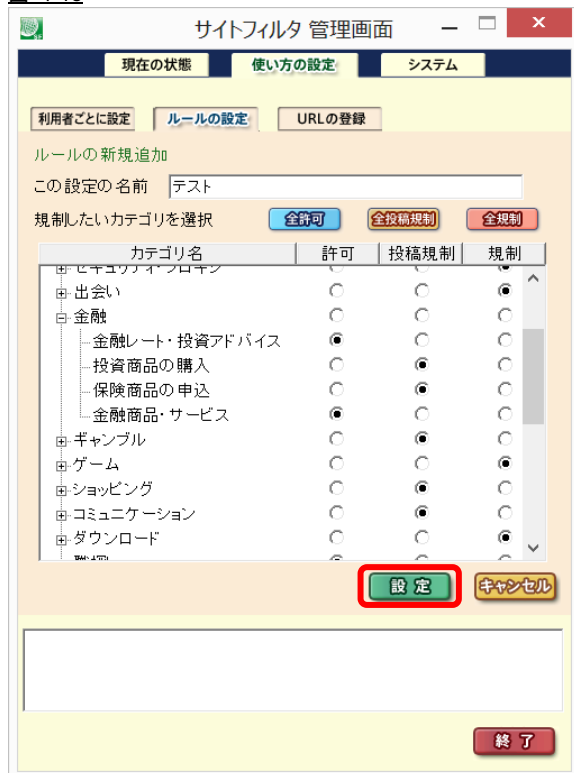 サイトフィルタ 管理画面
現在の状態 使い方の設定 システム
利用者ごとに設定 ルールの設定 URLの登録
ルールの新規追加
この設定の名前 テスト
規制したいカテゴリを選択 全許可 全投稿規制 全規制
カテゴリ名 許可 投稿規制 規制
出会い
金融
金融レート・投資アドバイス
投資商品の購入
保険商品の申込
金融商品・サービス
ギャンブル
ゲーム
ショッピング
コミュニケーション
ダウンロード
設定 キャンセル
終了